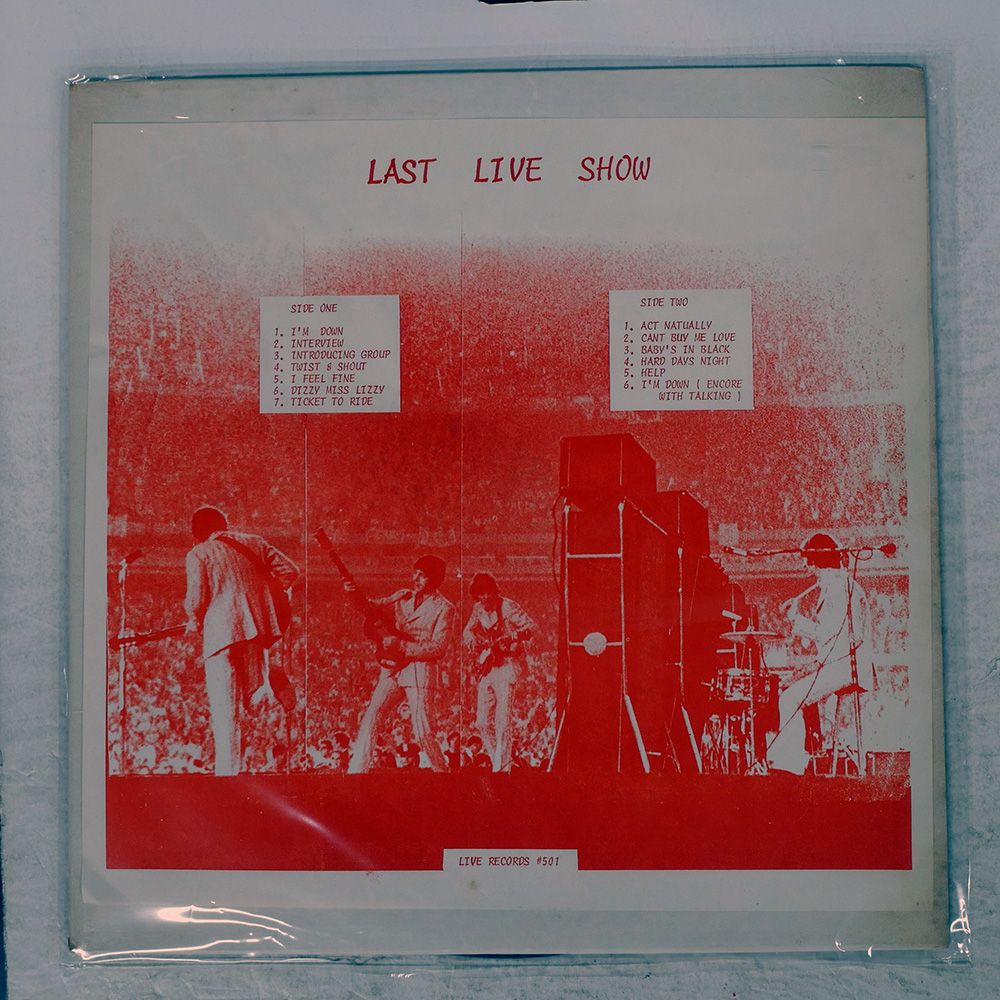 LAST LIVE SHOW
SIDE ONE
1. I'M DOWN
2. INTERVIEW
3. INTRODUCING GROUP
4. TWIST & SHOUT
5. I FEEL FINE
6. DIZZY MISS LIZZY
7. TICKET TO RIDE
SIDE TWO
1. ACT NATUALLY
2. CANT BUY ME LOVE
3. BABY'S IN BLACK
4. HARD DAYS NIGHT
5. HELP
6. I'M DOWN ( ENCORE
WITH TALKING )
LIVE RECORDS #501